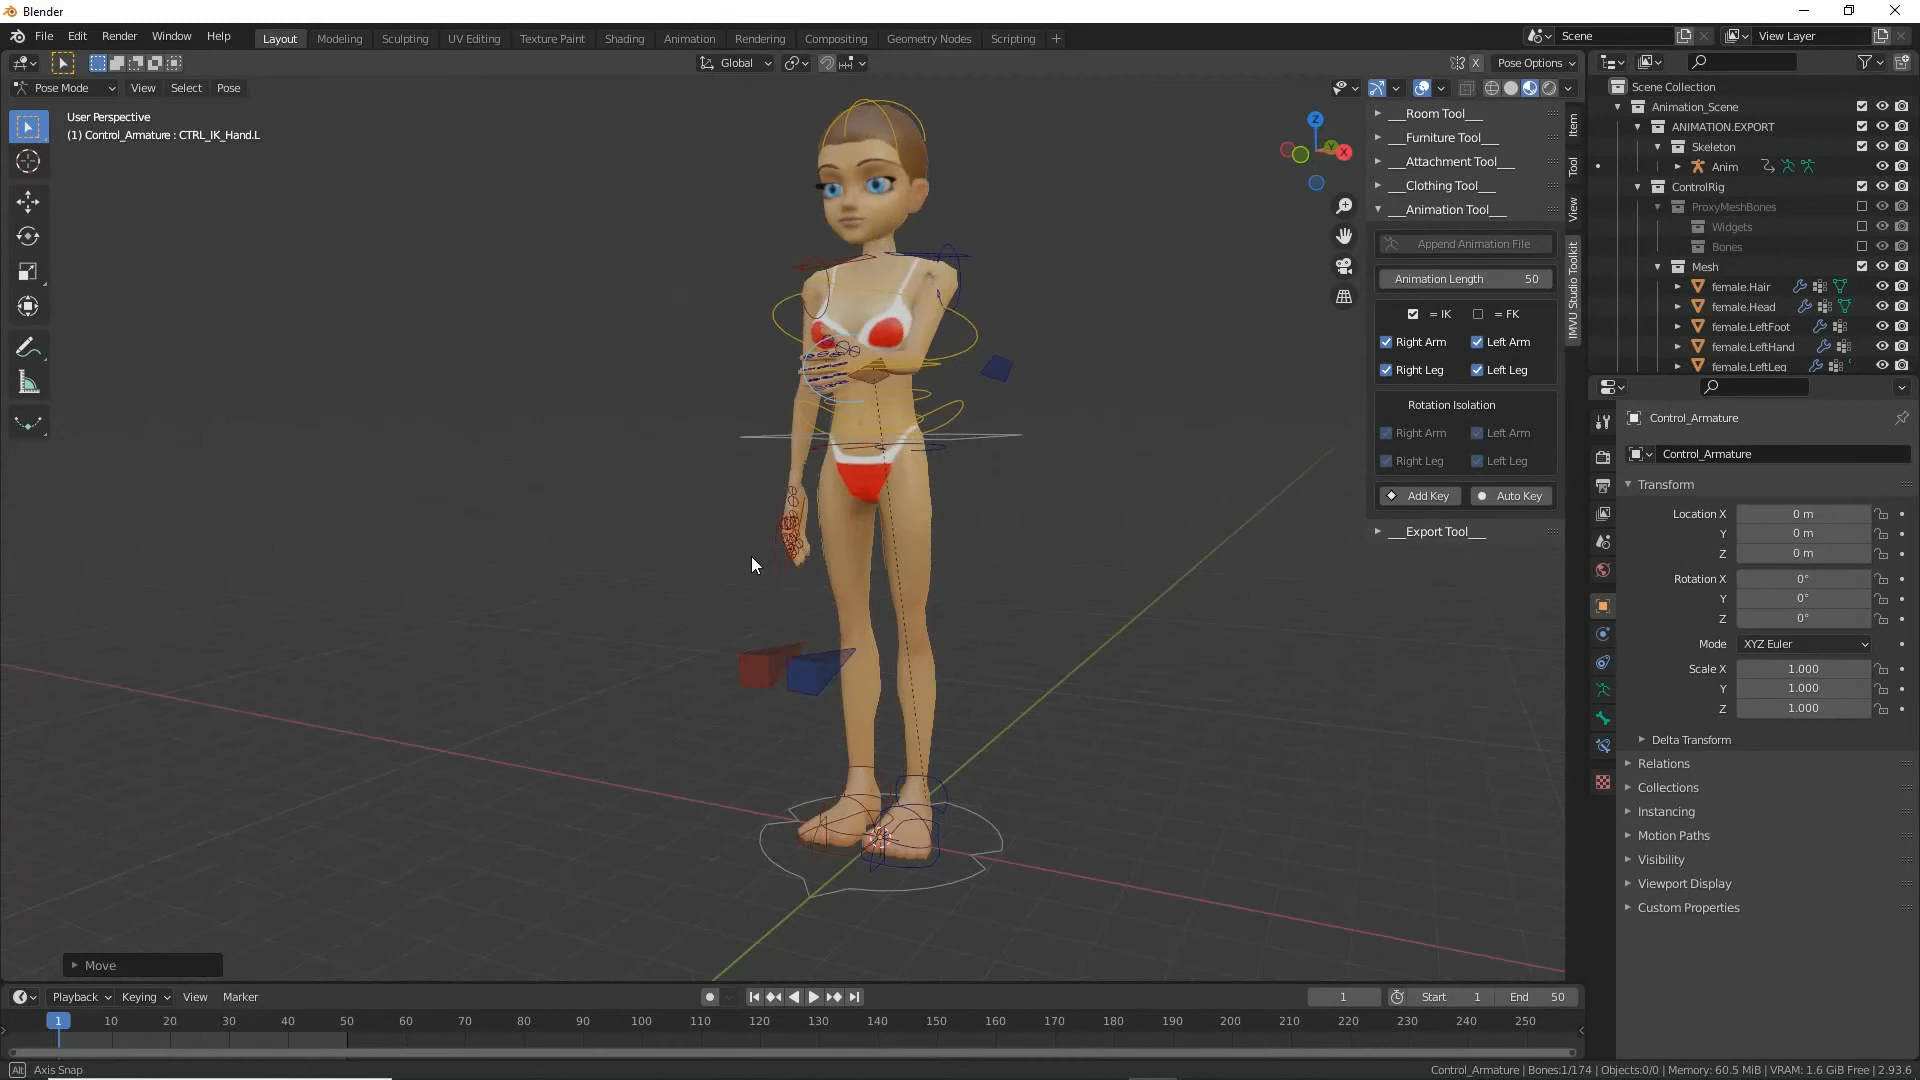 Blender
File Edit Render Window Help
Layout Modeling Sculpting UV Editing Texture Paint Shading Animation Rendering Compositing Geometry Nodes Scripting +
Scene
View Layer
Global
X
Pose Options
Pose Mode View Select Pose
User Perspective
(1) Control_Armature : CTRL_IK_Hand.L
Z
Y
X
___Room Tool___
___Furniture Tool___
___Attachment Tool___
___Clothing Tool___
___Animation Tool___
Append Animation File
Animation Length 50
= IK = FK
Right Arm Left Arm
Right Leg Left Leg
Rotation Isolation
Right Arm Left Arm
Right Leg Left Leg
Add Key Auto Key
___Export Tool___
Item
Tool
View
IMVU Studio Toolkit
Scene Collection
Animation_Scene
ANIMATION.EXPORT
Skeleton
Anim
ControlRig
ProxyMeshBones
Widgets
Bones
Mesh
female.Hair
female.Head
female.LeftFoot
female.LeftHand
female.LeftLeg
Control_Armature
Control_Armature
Transform
Location X 0 m
Y 0 m
Z 0 m
Rotation X 0°
Y 0°
Z 0°
Mode XYZ Euler
Scale X 1.000
Y 1.000
Z 1.000
Delta Transform
Relations
Collections
Instancing
Motion Paths
Visibility
Viewport Display
Custom Properties
Move
Playback Keying View Marker
1
Start 1 End 50
1 10 20 30 40 50 60 70 80 90 100 110 120 130 140 150 160 170 180 190 200 210 220 230 240 250
Alt Axis Snap
Control_Armature | Bones:1/174 | Objects:0/0 | Memory: 60.5 MiB | VRAM: 1.6 GiB Free | 2.93.6